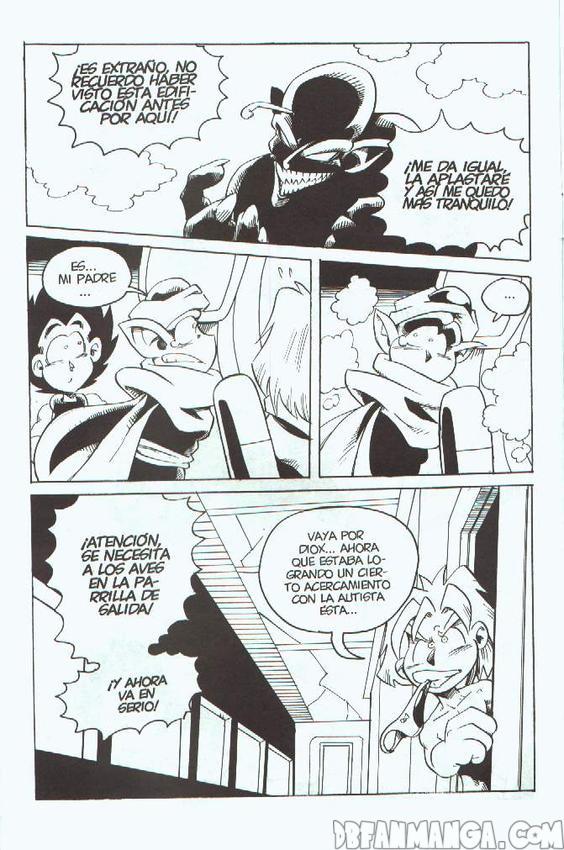 ¡ES EXTRAÑO, NO
RECUERDO HABER
VISTO ESTA EDIFI-
CACIÓN ANTES
POR AQUÍ!
¡ME DA IGUAL,
LA APLASTARE
Y ASÍ ME QUEDO
MAS TRANQUILO!
ES...
MI PADRE
...
...
¡ATENCIÓN,
SE NECESITA
A LOS AVES
EN LA PA-
RRILLA DE
SALIDA!
¡Y AHORA
VA EN
SERIO!
VAYA POR
DIOX... AHORA
QUE ESTABA LO-
GRANDO UN CIER-
TO ACERCAMIENTO
CON LA AUTISTA
ESTA...
DBFANMANGA.COM